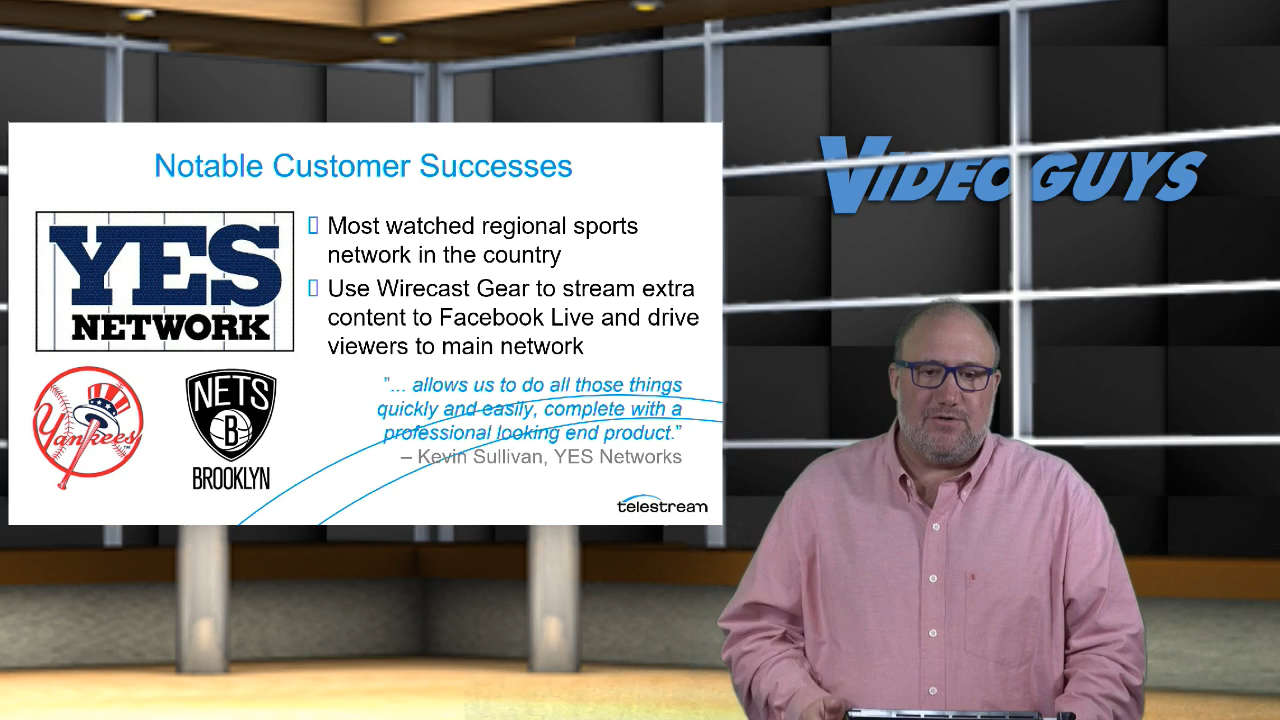 Notable Customer Successes
YES
NETWORK
Most watched regional sports
network in the country
Use Wirecast Gear to stream extra
content to Facebook Live and drive
viewers to main network
Yankees
NETS
B
BROOKLYN
"... allows us to do all those things
quickly and easily, complete with a
professional looking end product."
– Kevin Sullivan, YES Networks
telestream
VIDEOGUYS